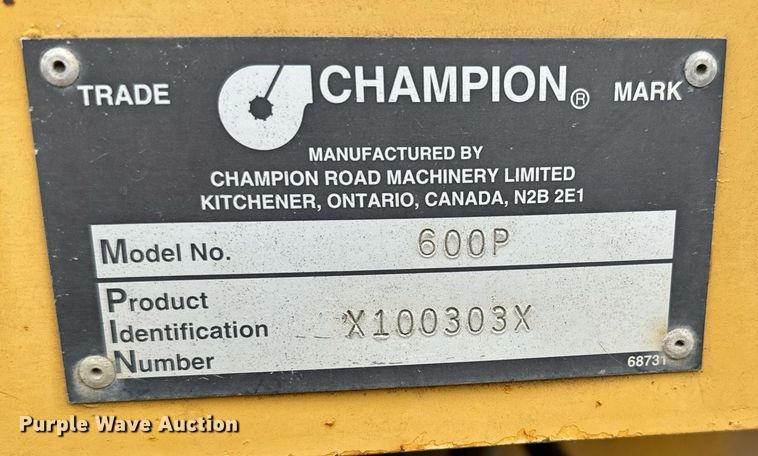 TRADE CHAMPION® MARK
MANUFACTURED BY
CHAMPION ROAD MACHINERY LIMITED
KITCHENER, ONTARIO, CANADA, N2B 2E1
Model No. 600P
Product
Identification X100303X
Number
68731
Purple Wave Auction